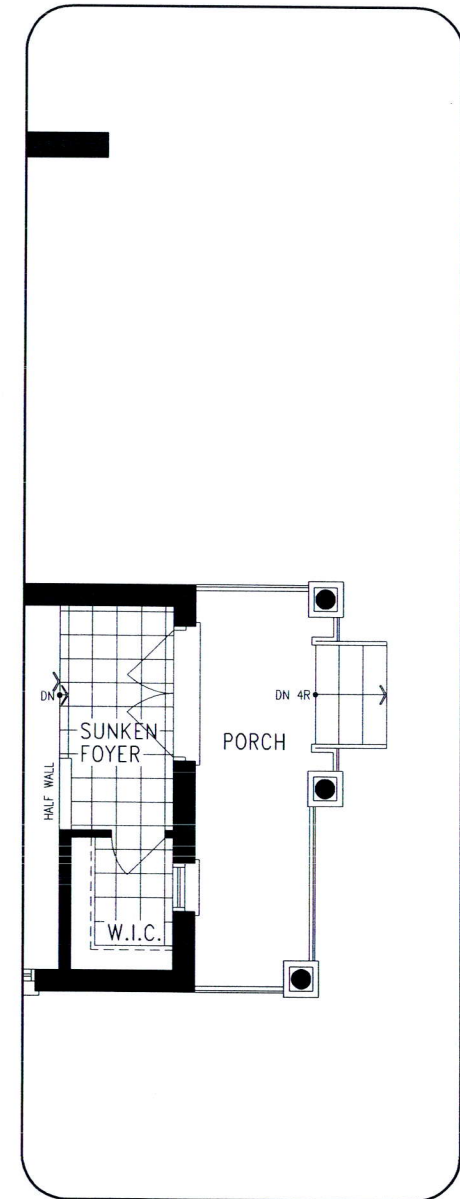 DN
DN 4R
SUNKEN
FOYER
PORCH
HALF WALL
W.I.C.